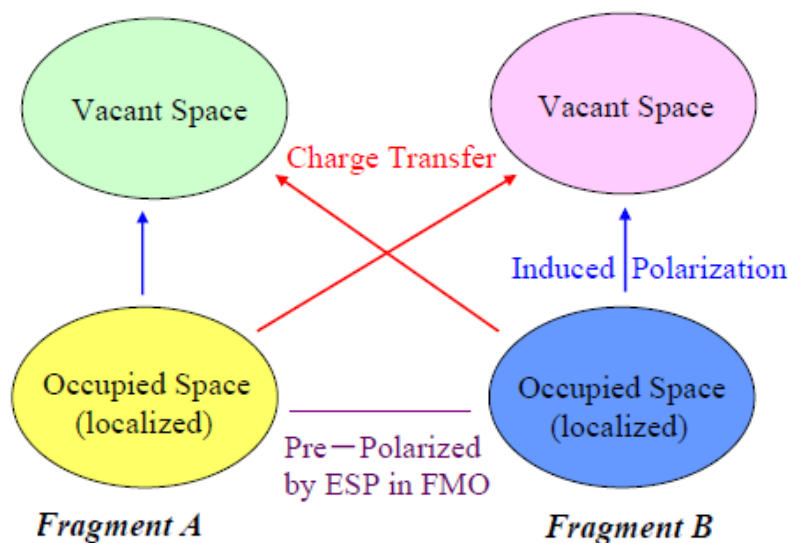 Vacant Space
Vacant Space
Charge Transfer
Induced Polarization
Occupied Space
(localized)
Occupied Space
(localized)
Pre－Polarized
by ESP in FMO
Fragment A
Fragment B